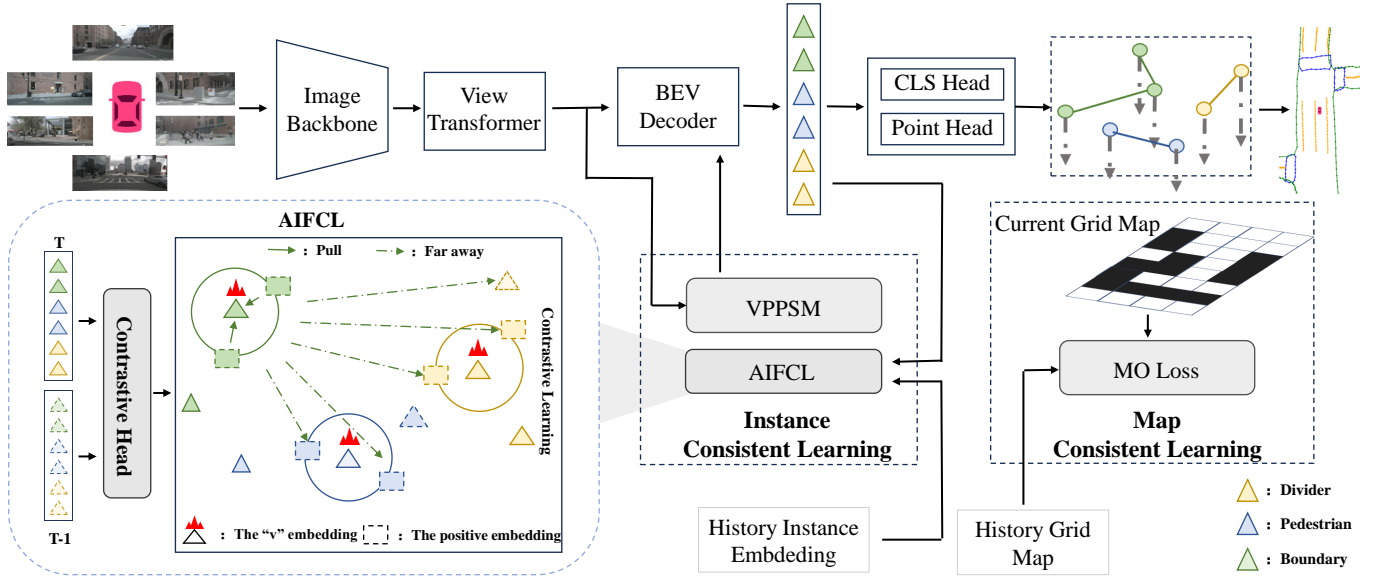 Image
Backbone
View
Transformer
BEV
Decoder
CLS Head
Point Head
AIFCL
T
T-1
Contrastive Head
: Pull
: Far away
Contrastive Learning
: The “v” embedding
: The positive embedding
VPPSM
AIFCL
Instance
Consistent Learning
History Instance
Embdeding
Current Grid Map
MO Loss
Map
Consistent Learning
History Grid
Map
: Divider
: Pedestrian
: Boundary